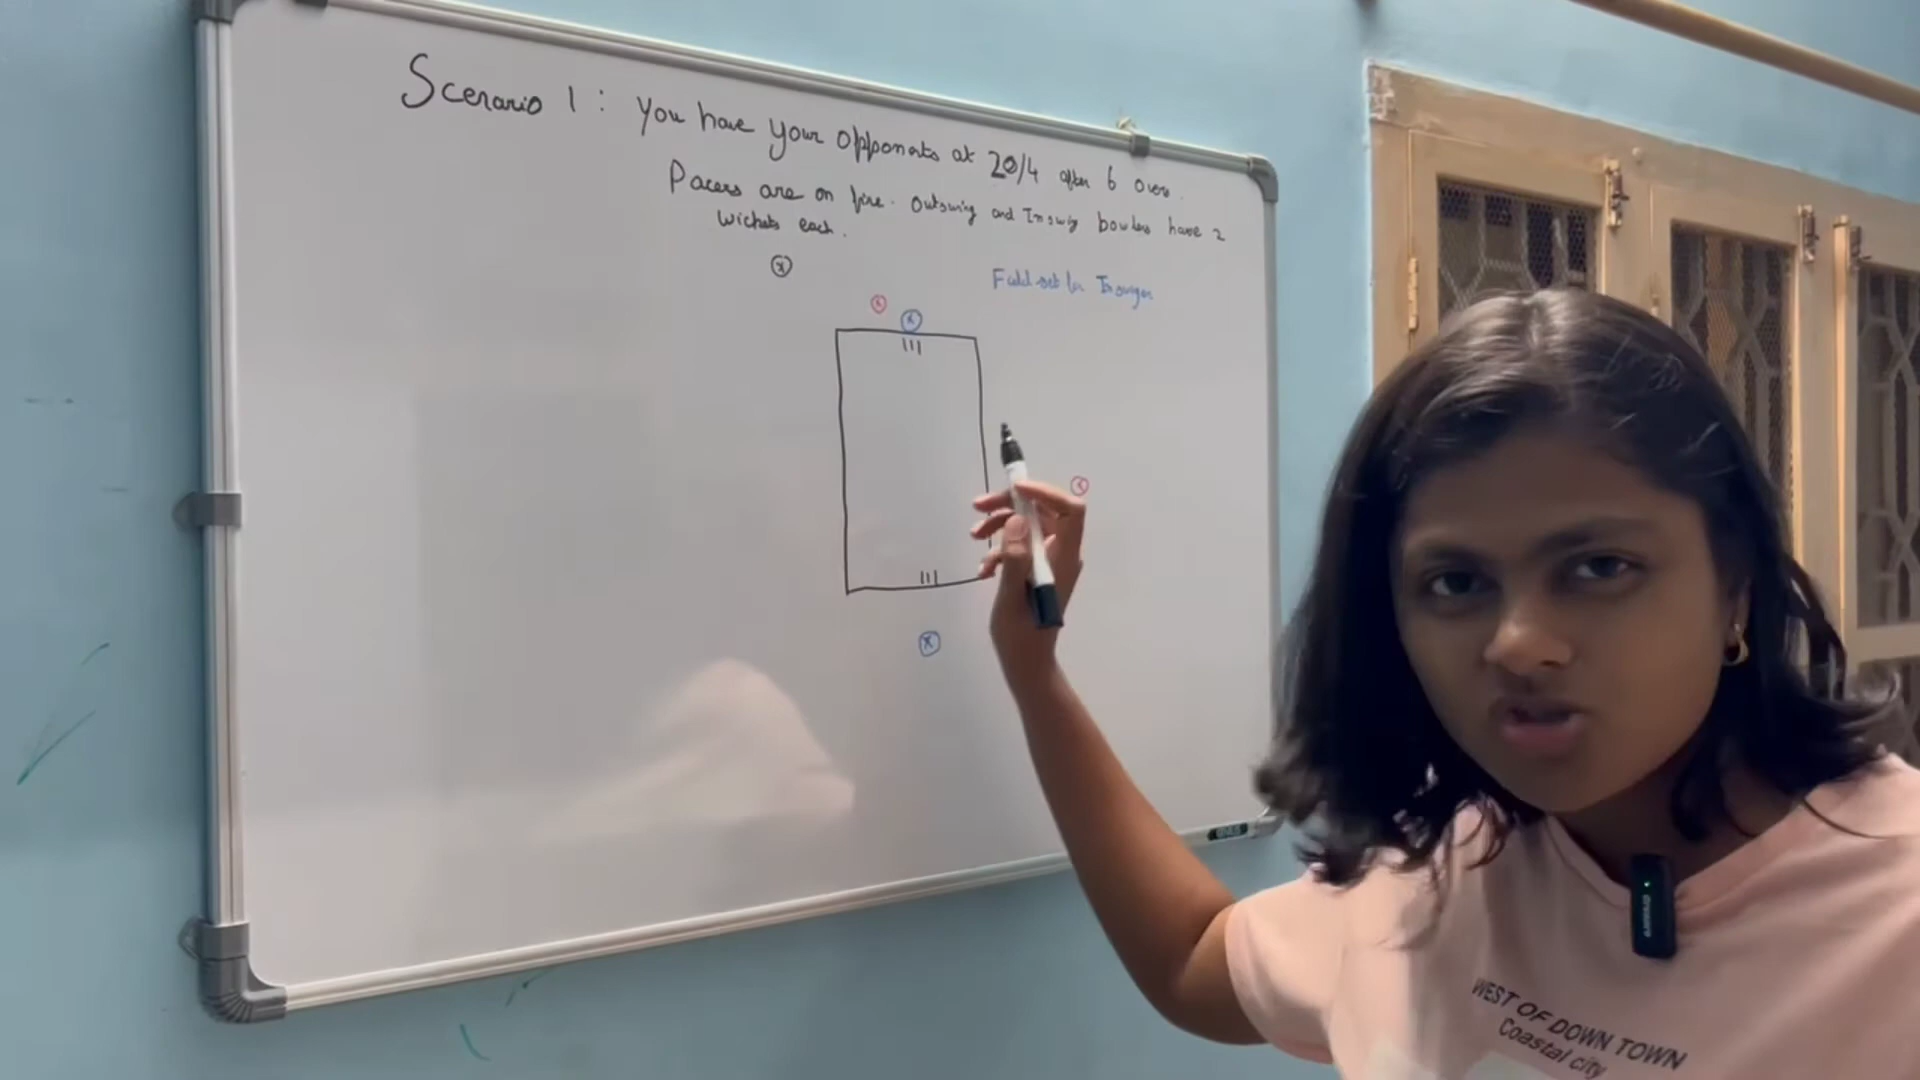 Scenario 1 : You have your opponents at 20/4 after 6 overs.
Pacers are on fire. Outswing and Inswing bowlers have 2
wickets each.
Field set for Inswinger
WEST OF DOWN TOWN
Coastal city